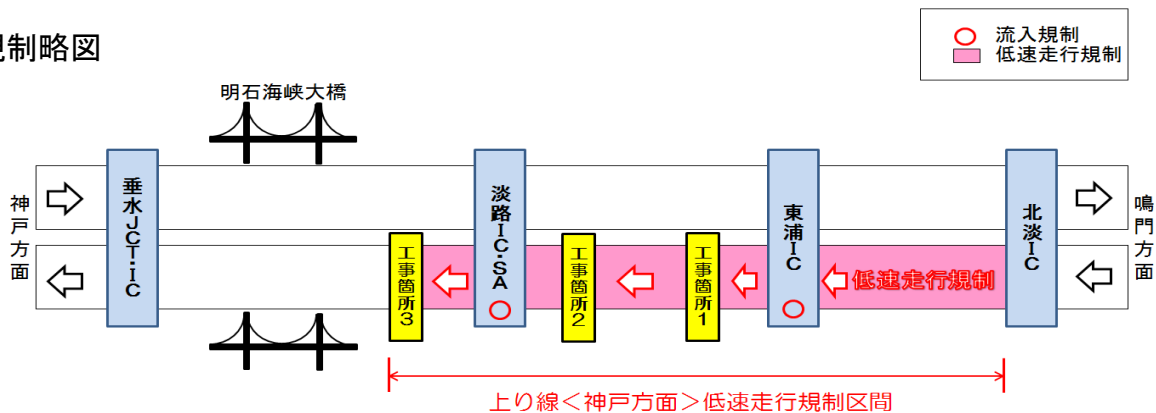 規制略図
流入規制
低速走行規制
明石海峡大橋
神戸方面
垂水JCT・IC
淡路IC・SA
東浦IC
北淡IC
鳴門方面
工事箇所3
工事箇所2
工事箇所1
低速走行規制
上り線<神戸方面>低速走行規制区間